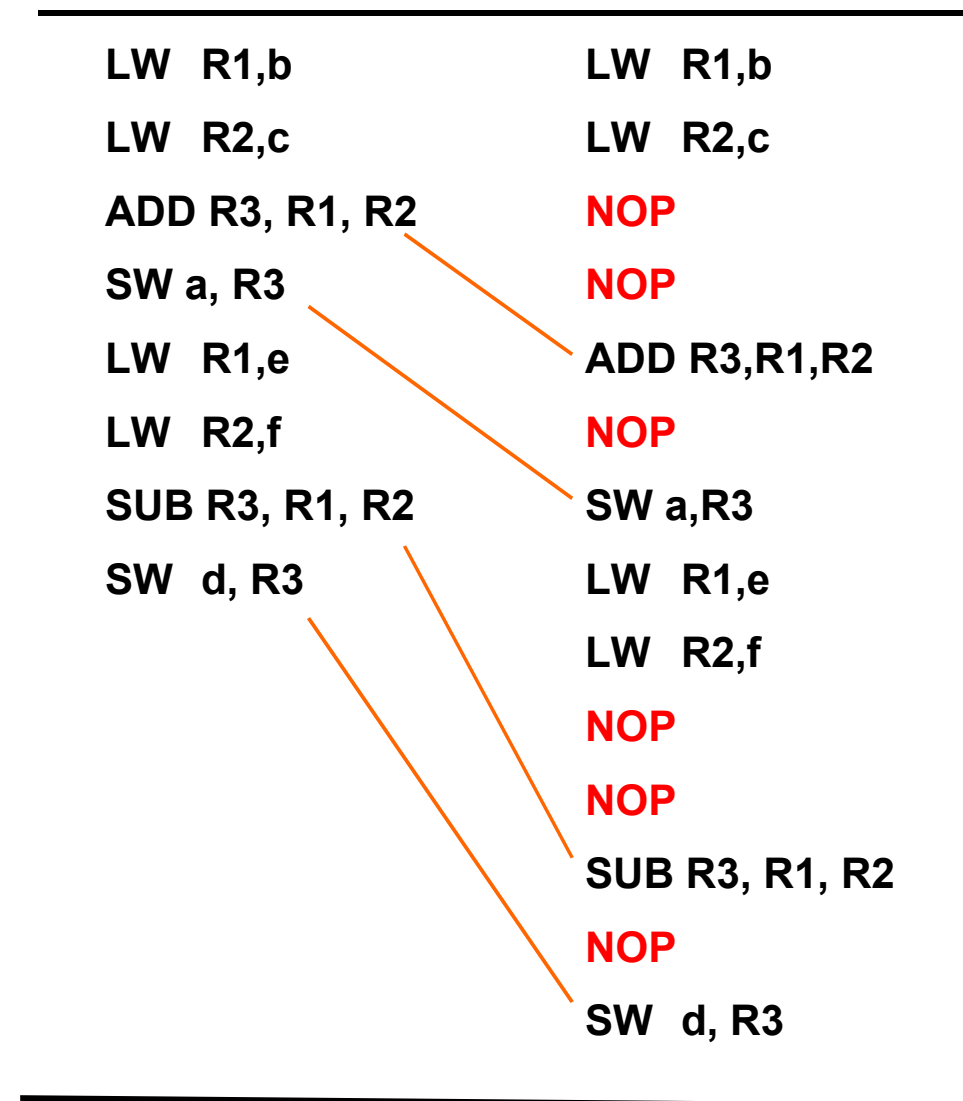 LW R1,b
LW R2,c
ADD R3, R1, R2
SW a, R3
LW R1,e
LW R2,f
SUB R3, R1, R2
SW d, R3
LW R1,b
LW R2,c
NOP
NOP
ADD R3,R1,R2
NOP
SW a,R3
LW R1,e
LW R2,f
NOP
NOP
SUB R3, R1, R2
NOP
SW d, R3